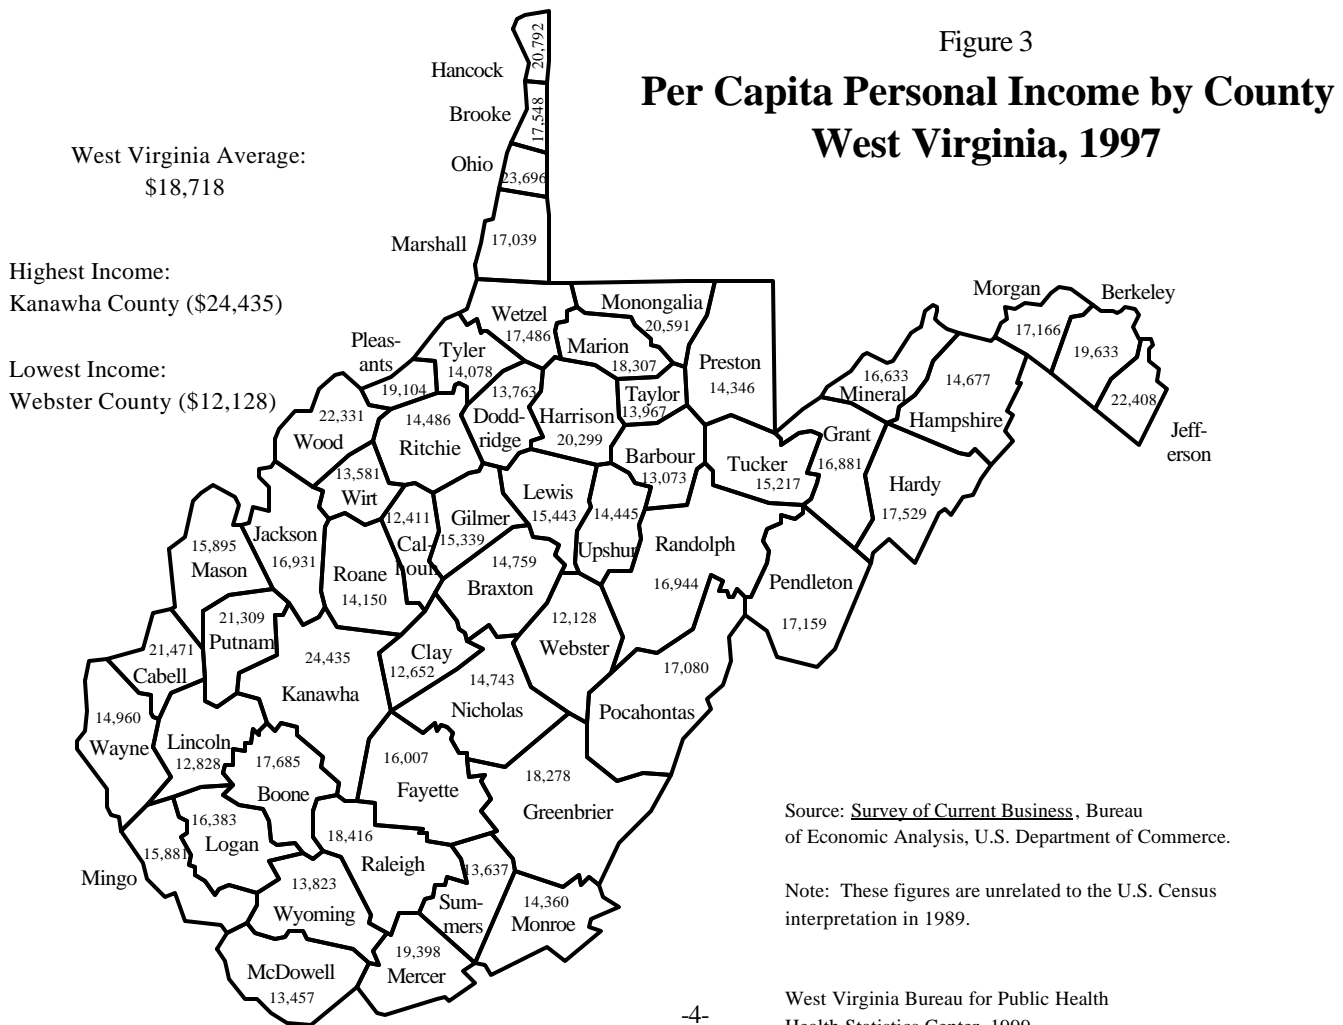 Figure 3
Per Capita Personal Income by County
West Virginia, 1997
West Virginia Average:
$18,718
Highest Income:
Kanawha County ($24,435)
Lowest Income:
Webster County ($12,128)
Hancock
20,792
Brooke
17,548
Ohio
23,696
Marshall
17,039
Wetzel
17,486
Monongalia
20,591
Marion
18,307
Preston
14,346
Pleas-
ants
19,104
Tyler
14,078
Morgan
17,166
Berkeley
19,633
22,408
Jeff-
erson
16,633
Mineral
14,677
Hampshire
22,331
Wood
14,486
Ritchie
13,763
Dodd-
ridge
Harrison
20,299
Taylor
13,967
Barbour
13,073
Tucker
15,217
Grant
16,881
Hardy
17,529
13,581
Wirt
12,411
Cal-
houn
Gilmer
15,339
Lewis
15,443
14,445
Upshur
Randolph
16,944
Pendleton
17,159
Jackson
16,931
15,895
Mason
Roane
14,150
14,759
Braxton
12,128
Webster
21,309
Putnam
21,471
Cabell
24,435
Kanawha
Clay
12,652
14,743
Nicholas
17,080
Pocahontas
14,960
Wayne
Lincoln
12,828
17,685
Boone
16,007
Fayette
18,278
Greenbrier
16,383
Logan
18,416
Raleigh
15,881
Mingo
13,637
Sum-
mers
13,823
Wyoming
14,360
Monroe
19,398
Mercer
McDowell
13,457
Source: Survey of Current Business, Bureau
of Economic Analysis, U.S. Department of Commerce.
Note: These figures are unrelated to the U.S. Census
interpretation in 1989.
-4-
West Virginia Bureau for Public Health
Health Statistics Center, 1999